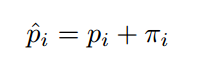 p̂ᵢ = pᵢ + πᵢ